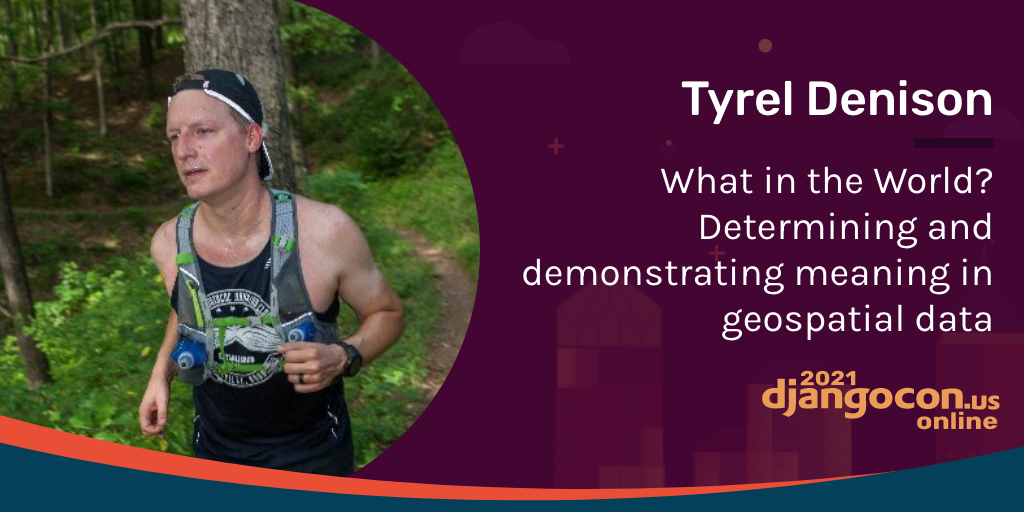 Tyrel Denison
What in the World?
Determining and
demonstrating meaning in
geospatial data
2021
djangocon.us
online